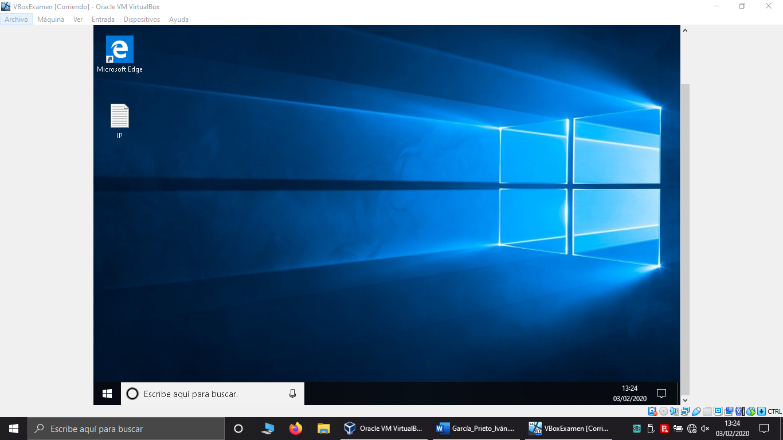 VBoxExamen [Corriendo] - Oracle VM VirtualBox
Archivo Máquina Ver Entrada Dispositivos Ayuda
Microsoft Edge
IP
Escribe aquí para buscar.
13:24
03/02/2020
CTRL
Escribe aquí para buscar
Oracle VM VirtualB...
García_Prieto_Iván....
VBoxExamen [Corri...
13:24
03/02/2020